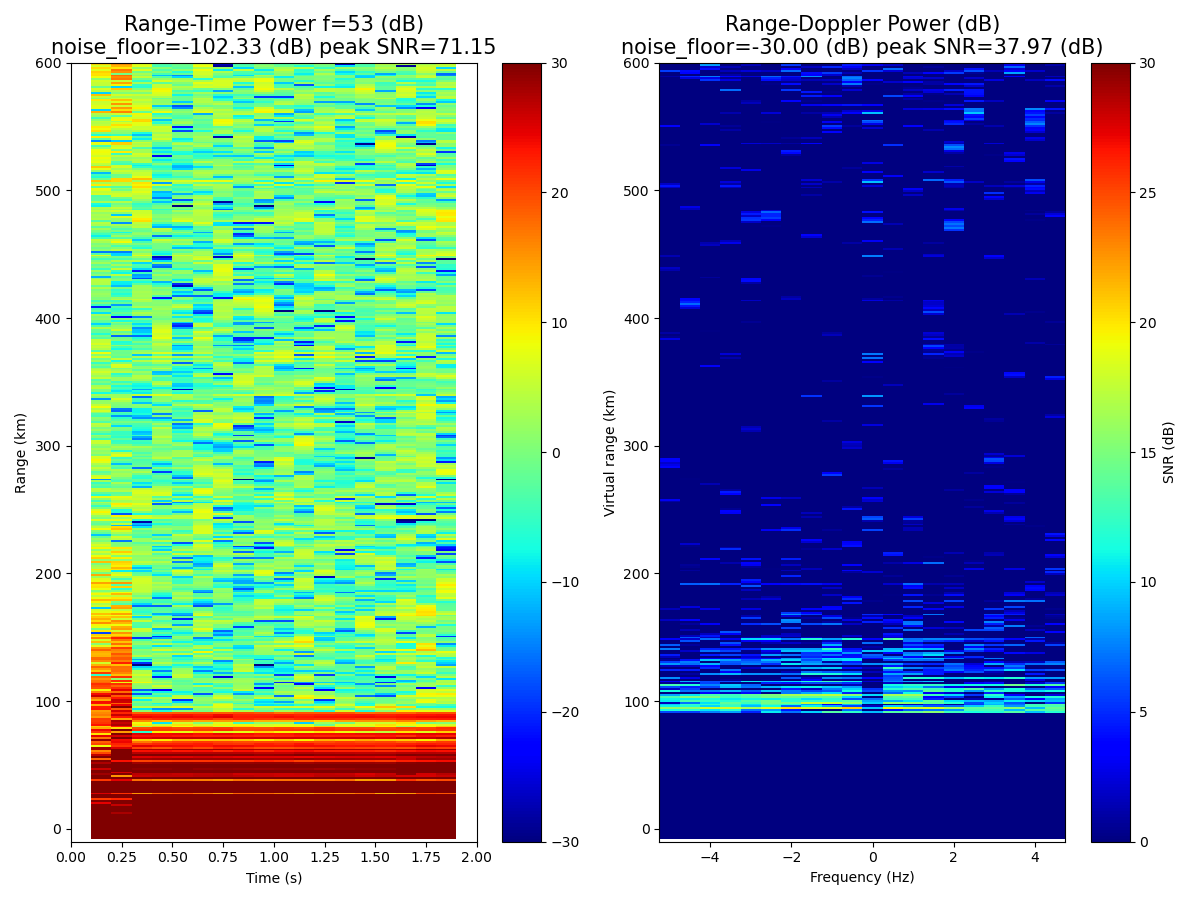 Range-Time Power f=53 (dB)
noise_floor=-102.33 (dB) peak SNR=71.15
600
500
400
300
200
100
0
Range (km)
0.00 0.25 0.50 0.75 1.00 1.25 1.50 1.75 2.00
Time (s)
30
20
10
0
−10
−20
−30
Range-Doppler Power (dB)
noise_floor=-30.00 (dB) peak SNR=37.97 (dB)
600
500
400
300
200
100
0
Virtual range (km)
−4 −2 0 2 4
Frequency (Hz)
30
25
20
15
10
5
0
SNR (dB)